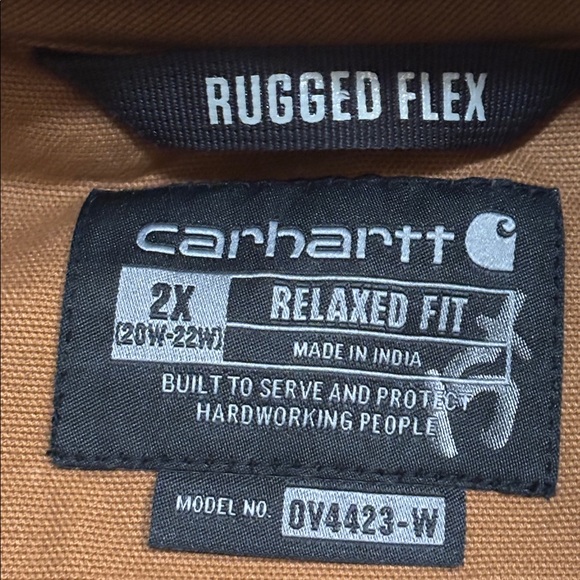 RUGGED FLEX
carhartt
2X
(20W-22W)
RELAXED FIT
MADE IN INDIA
BUILT TO SERVE AND PROTECT
HARDWORKING PEOPLE
2X
MODEL NO. OV4423-W